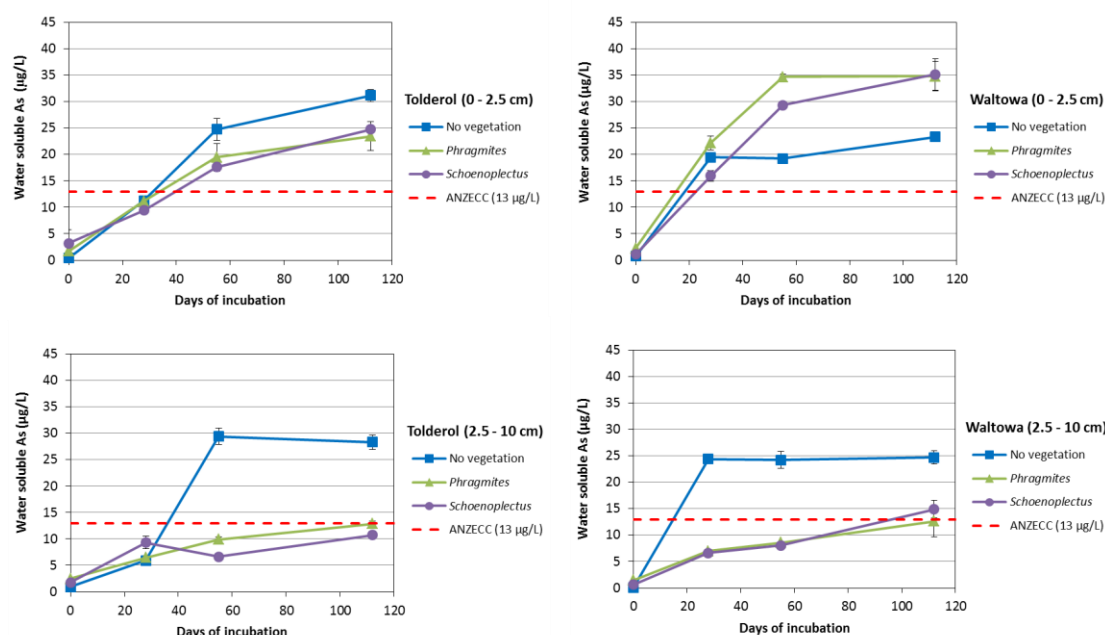 Water soluble As (µg/L)
45
40
35
30
25
20
15
10
5
0
0 20 40 60 80 100 120
Days of incubation
Tolderol (0 - 2.5 cm)
No vegetation
Phragmites
Schoenoplectus
ANZECC (13 µg/L)
Water soluble As (µg/L)
45
40
35
30
25
20
15
10
5
0
0 20 40 60 80 100 120
Days of incubation
Waltowa (0 - 2.5 cm)
No vegetation
Phragmites
Schoenoplectus
ANZECC (13 µg/L)
Water soluble As (µg/L)
45
40
35
30
25
20
15
10
5
0
0 20 40 60 80 100 120
Days of incubation
Tolderol (2.5 - 10 cm)
No vegetation
Phragmites
Schoenoplectus
ANZECC (13 µg/L)
Water soluble As (µg/L)
45
40
35
30
25
20
15
10
5
0
0 20 40 60 80 100 120
Days of incubation
Waltowa (2.5 - 10 cm)
No vegetation
Phragmites
Schoenoplectus
ANZECC (13 µg/L)